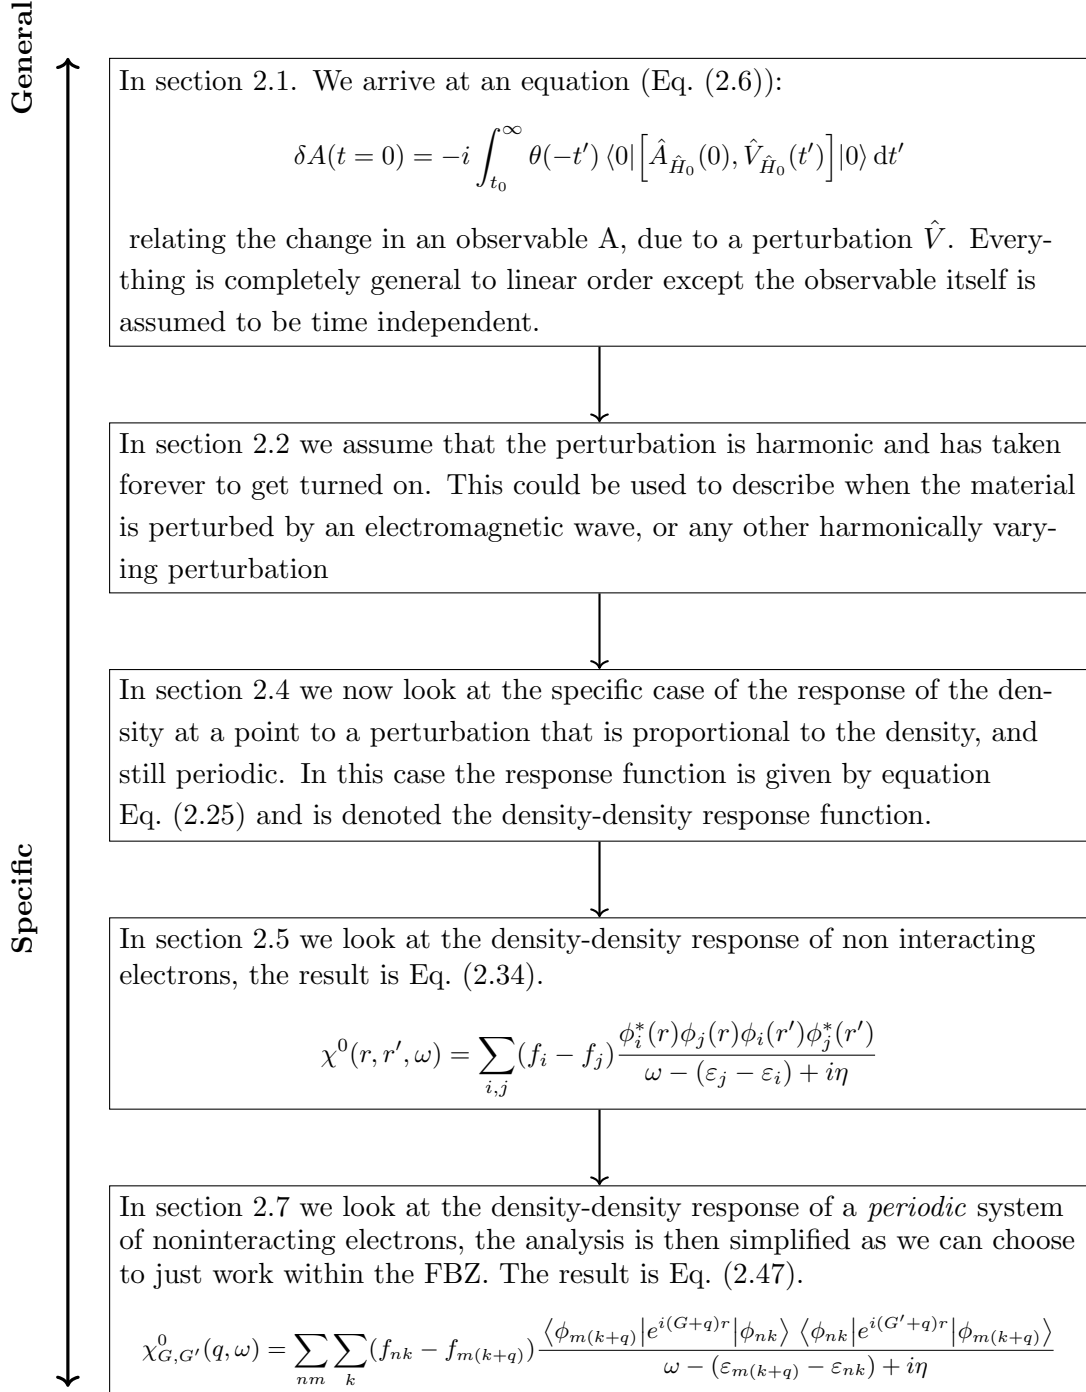 General
In section 2.1. We arrive at an equation (Eq. (2.6)):
δA(t = 0) = −i ∫_{t_0}^{∞} θ(−t′) ⟨0| [Â_{Ĥ_0}(0), V̂_{Ĥ_0}(t′)] |0⟩ dt′
relating the change in an observable A, due to a perturbation V̂. Every-
thing is completely general to linear order except the observable itself is
assumed to be time independent.
In section 2.2 we assume that the perturbation is harmonic and has taken
forever to get turned on. This could be used to describe when the material
is perturbed by an electromagnetic wave, or any other harmonically vary-
ing perturbation
In section 2.4 we now look at the specific case of the response of the den-
sity at a point to a perturbation that is proportional to the density, and
still periodic. In this case the response function is given by equation
Eq. (2.25) and is denoted the density-density response function.
Specific
In section 2.5 we look at the density-density response of non interacting
electrons, the result is Eq. (2.34).
χ^0(r, r′, ω) = ∑_{i,j} (f_i − f_j) \frac{ϕ_i^*(r)ϕ_j(r)ϕ_i(r′)ϕ_j^*(r′)}{ω − (ε_j − ε_i) + iη}
In section 2.7 we look at the density-density response of a periodic system
of noninteracting electrons, the analysis is then simplified as we can choose
to just work within the FBZ. The result is Eq. (2.47).
χ^0_{G,G′}(q, ω) = ∑_{nm} ∑_k (f_{nk} − f_{m(k+q)}) \frac{⟨ϕ_{m(k+q)}|e^{i(G+q)r}|ϕ_{nk}⟩ ⟨ϕ_{nk}|e^{i(G′+q)r}|ϕ_{m(k+q)}⟩}{ω − (ε_{m(k+q)} − ε_{nk}) + iη}